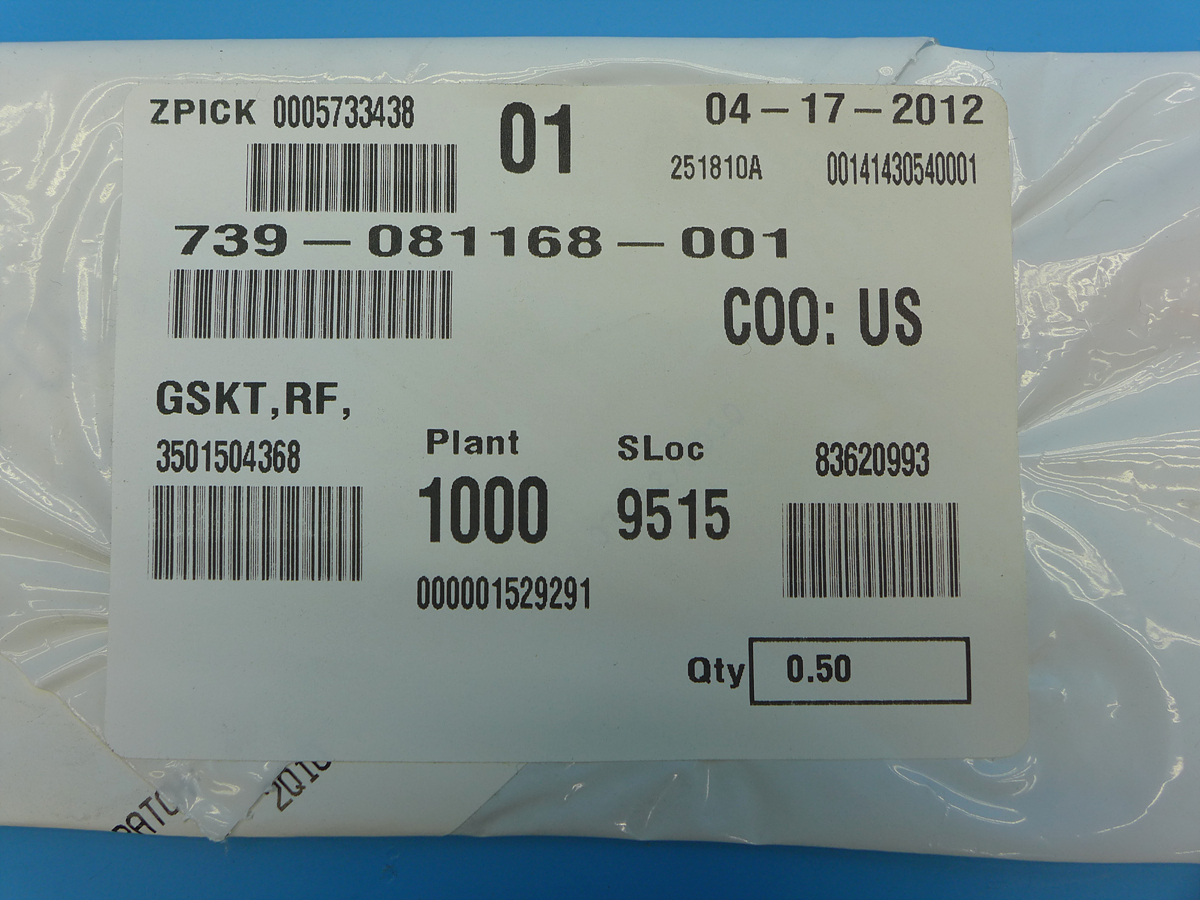 ZPICK 0005733438 01 04-17-2012
251810A 00141430540001
739-081168-001
COO: US
GSKT,RF,
3501504368 Plant SLoc 83620993
1000 9515
000001529291
Qty 0.50